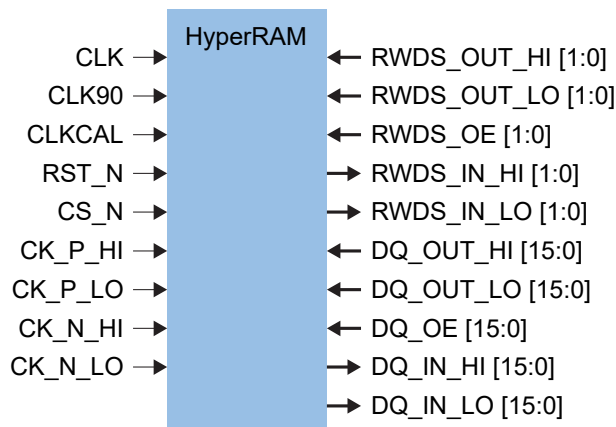 HyperRAM
CLK
CLK90
CLKCAL
RST_N
CS_N
CK_P_HI
CK_P_LO
CK_N_HI
CK_N_LO
RWDS_OUT_HI [1:0]
RWDS_OUT_LO [1:0]
RWDS_OE [1:0]
RWDS_IN_HI [1:0]
RWDS_IN_LO [1:0]
DQ_OUT_HI [15:0]
DQ_OUT_LO [15:0]
DQ_OE [15:0]
DQ_IN_HI [15:0]
DQ_IN_LO [15:0]